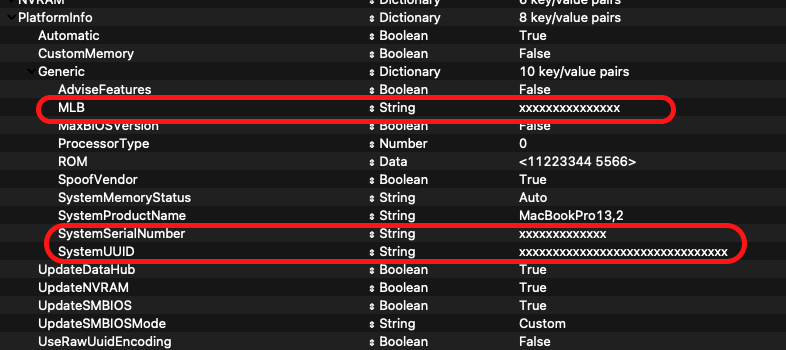 NVRAM Dictionary 6 key/value pairs
PlatformInfo Dictionary 8 key/value pairs
Automatic Boolean True
CustomMemory Boolean False
Generic Dictionary 10 key/value pairs
AdviseFeatures Boolean False
MLB String xxxxxxxxxxxxxxx
MaxBIOSVersion Boolean False
ProcessorType Number 0
ROM Data <11223344 5566>
SpoofVendor Boolean True
SystemMemoryStatus String Auto
SystemProductName String MacBookPro13,2
SystemSerialNumber String xxxxxxxxxxxxx
SystemUUID String xxxxxxxxxxxxxxxxxxxxxxxxxxxxxxxx
UpdateDataHub Boolean True
UpdateNVRAM Boolean True
UpdateSMBIOS Boolean True
UpdateSMBIOSMode String Custom
UseRawUuidEncoding Boolean False